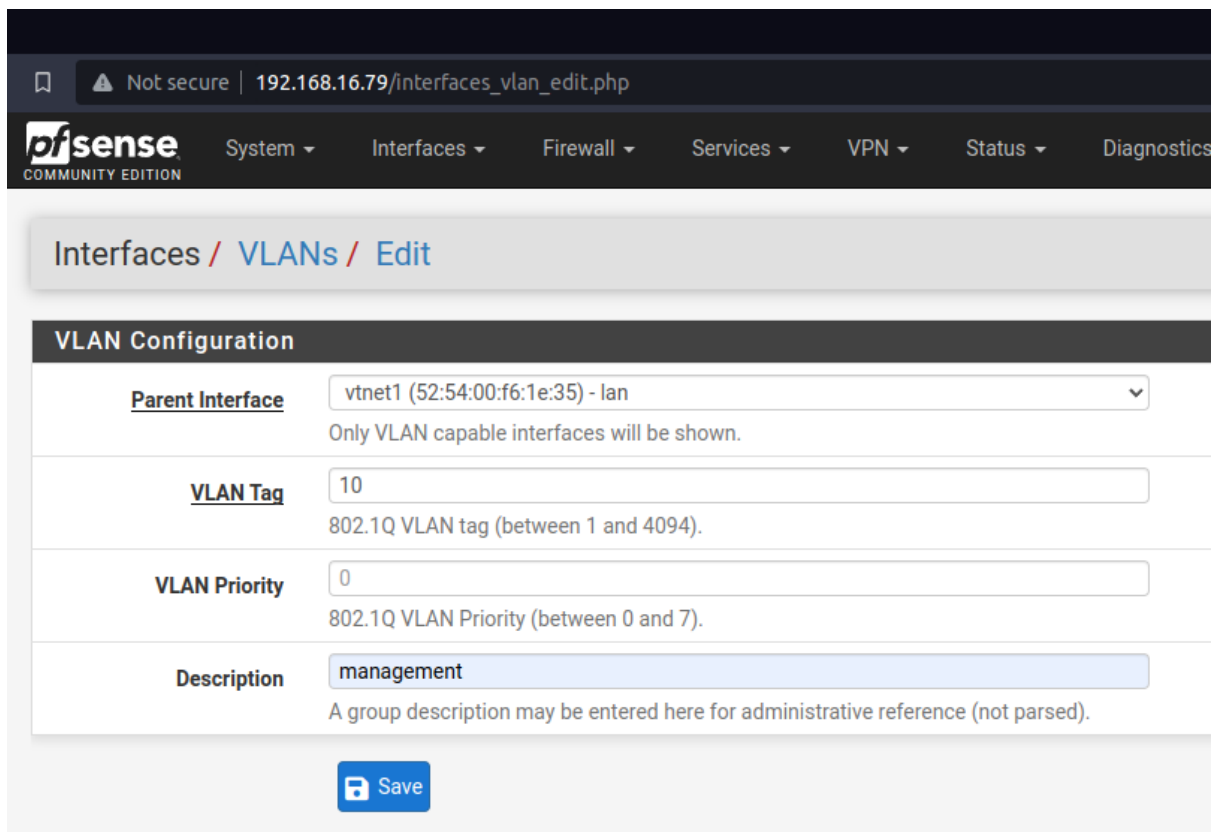 Not secure | 192.168.16.79/interfaces_vlan_edit.php
pfsense
COMMUNITY EDITION
System Interfaces Firewall Services VPN Status Diagnostics
Interfaces / VLANs / Edit
VLAN Configuration
Parent Interface vtnet1 (52:54:00:f6:1e:35) - lan
Only VLAN capable interfaces will be shown.
VLAN Tag 10
802.1Q VLAN tag (between 1 and 4094).
VLAN Priority 0
802.1Q VLAN Priority (between 0 and 7).
Description management
A group description may be entered here for administrative reference (not parsed).
Save